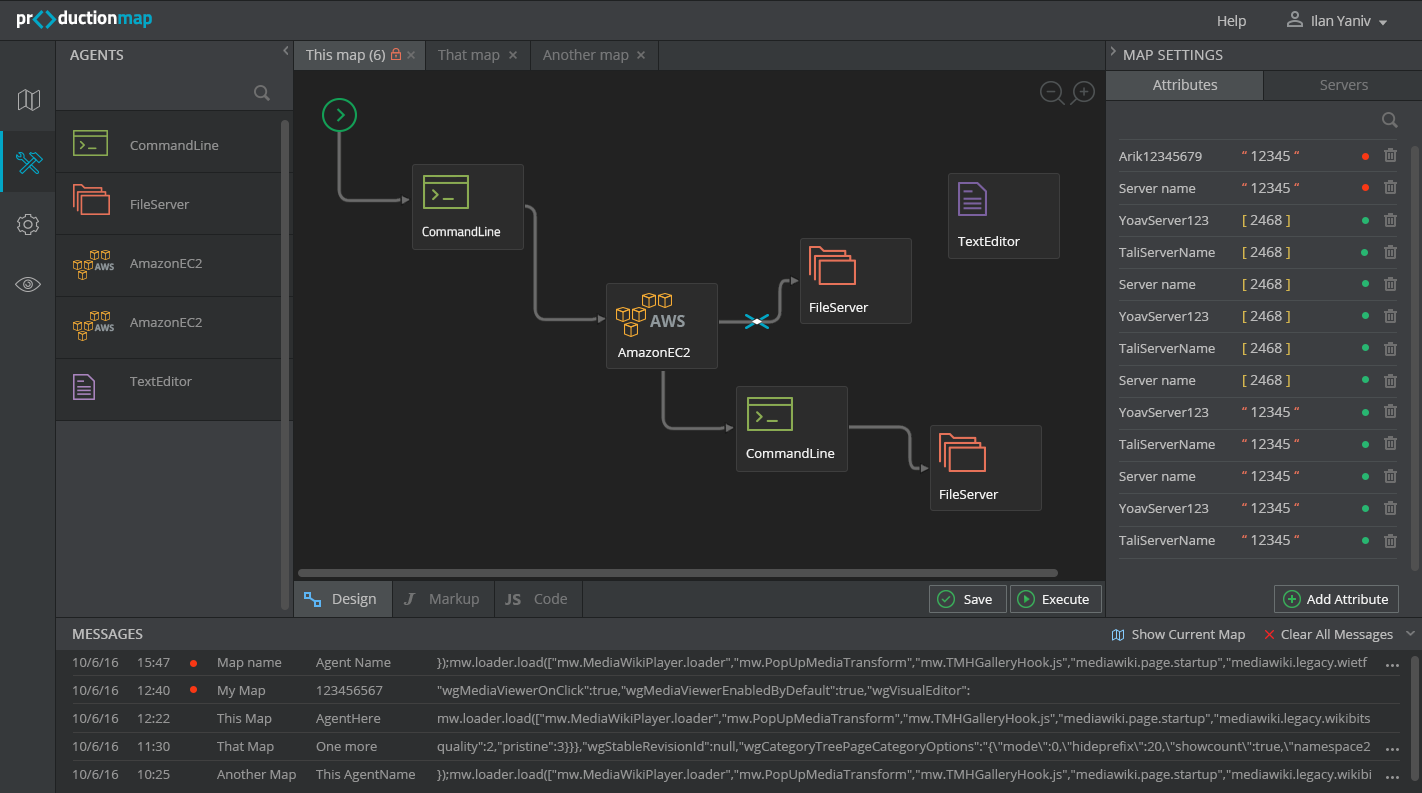 pr<>ductionmap
Help
Ilan Yaniv
AGENTS
CommandLine
FileServer
AWS
AmazonEC2
AWS
AmazonEC2
TextEditor
This map (6)
That map
Another map
>_
CommandLine
AWS
AmazonEC2
FileServer
TextEditor
>_
CommandLine
FileServer
Design
Markup
JS Code
Save
Execute
MAP SETTINGS
Attributes
Servers
Arik12345679 “ 12345 “
Server name “ 12345 “
YoavServer123 [ 2468 ]
TaliServerName [ 2468 ]
Server name [ 2468 ]
YoavServer123 [ 2468 ]
TaliServerName [ 2468 ]
Server name [ 2468 ]
YoavServer123 “ 12345 “
TaliServerName “ 12345 “
Server name “ 12345 “
YoavServer123 “ 12345 “
TaliServerName “ 12345 “
Add Attribute
MESSAGES
Show Current Map
Clear All Messages
10/6/16 15:47 Map name Agent Name });mw.loader.load(["mw.MediaWikiPlayer.loader","mw.PopUpMediaTransform","mw.TMHGalleryHook.js","mediawiki.page.startup","mediawiki.legacy.wietf ...
10/6/16 12:40 My Map 123456567 "wgMediaViewerOnClick":true,"wgMediaViewerEnabledByDefault":true,"wgVisualEditor":
10/6/16 12:22 This Map AgentHere mw.loader.load(["mw.MediaWikiPlayer.loader","mw.PopUpMediaTransform","mw.TMHGalleryHook.js","mediawiki.page.startup","mediawiki.legacy.wikibits
10/6/16 11:30 That Map One more quality":2,"pristine":3}}},"wgStableRevisionId":null,"wgCategoryTreePageCategoryOptions":"{\"mode\":0,\"hideprefix\":20,\"showcount\":true,\"namespace2 ...
10/6/16 10:25 Another Map This AgentName });mw.loader.load(["mw.MediaWikiPlayer.loader","mw.PopUpMediaTransform","mw.TMHGalleryHook.js","mediawiki.page.startup","mediawiki.legacy.wikibi ...